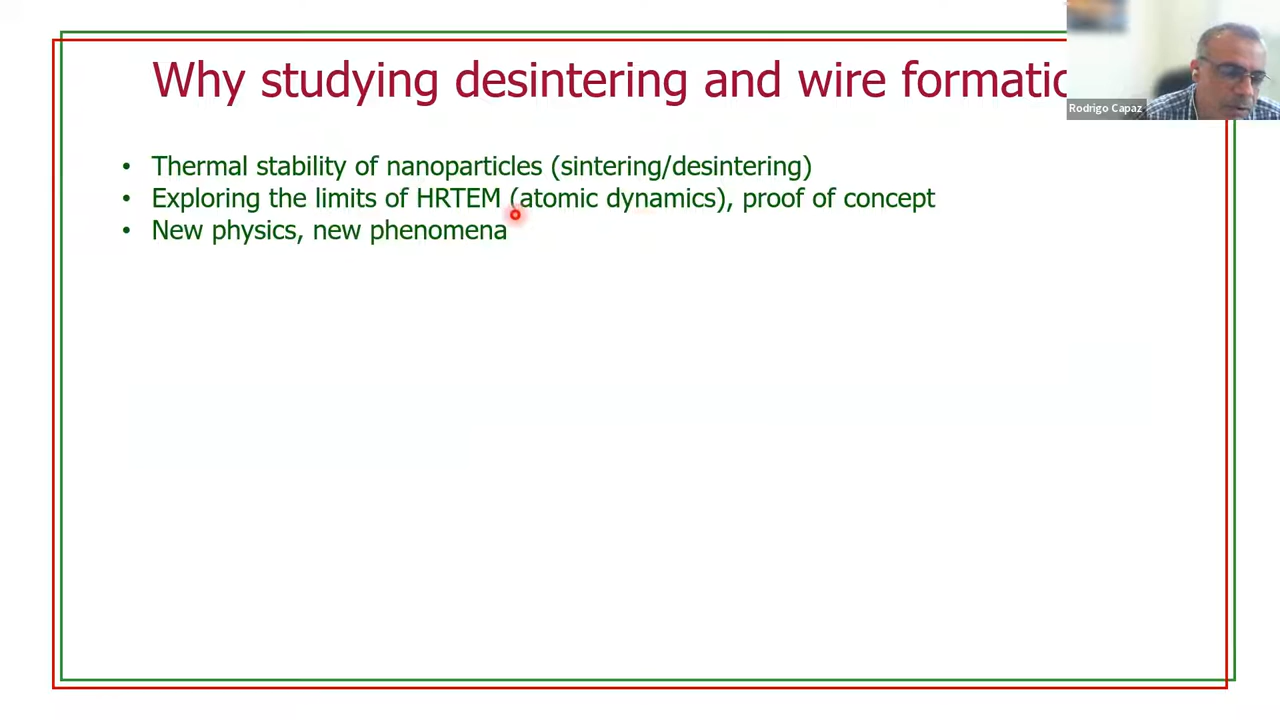 Why studying desintering and wire formatio
Rodrigo Capaz
• Thermal stability of nanoparticles (sintering/desintering)
• Exploring the limits of HRTEM (atomic dynamics), proof of concept
• New physics, new phenomena